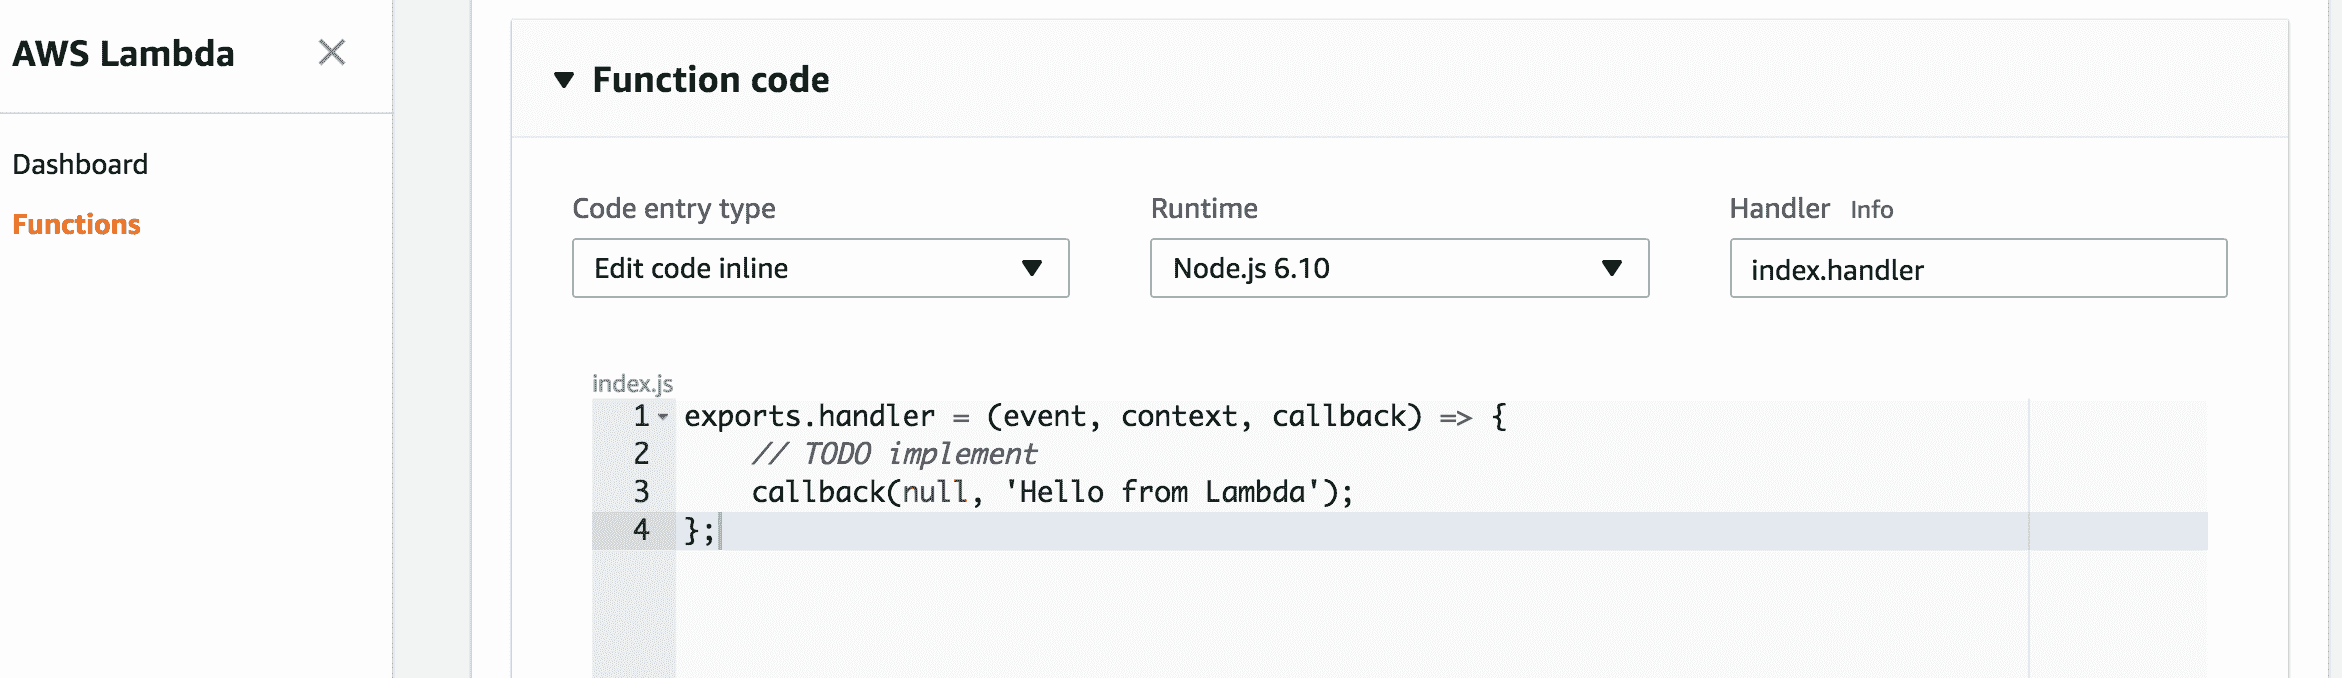 AWS Lambda
Dashboard
Functions
Function code
Code entry type
Edit code inline
Runtime
Node.js 6.10
Handler Info
index.handler
index.js
1 exports.handler = (event, context, callback) => {
2 // TODO implement
3 callback(null, 'Hello from Lambda');
4 };